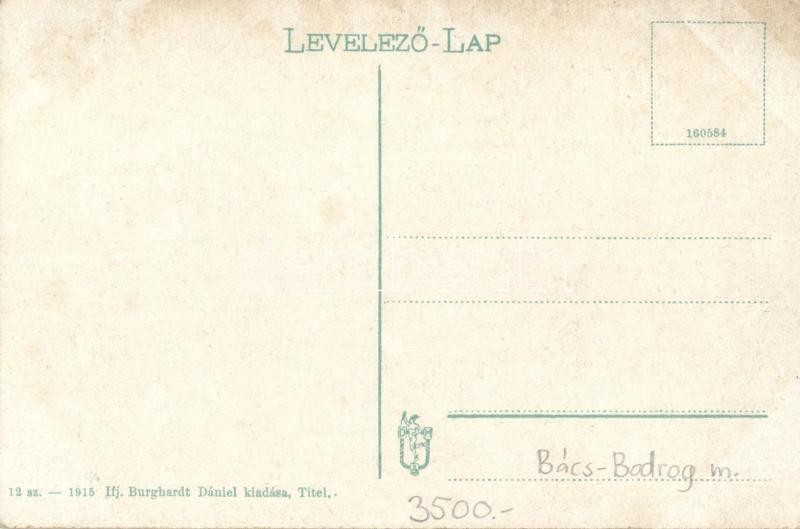 LEVELEZŐ-LAP
160584
Bács-Bodrog m.
12 sz. — 1915 Ifj. Burghardt Dániel kiadása, Titel.
3500.-